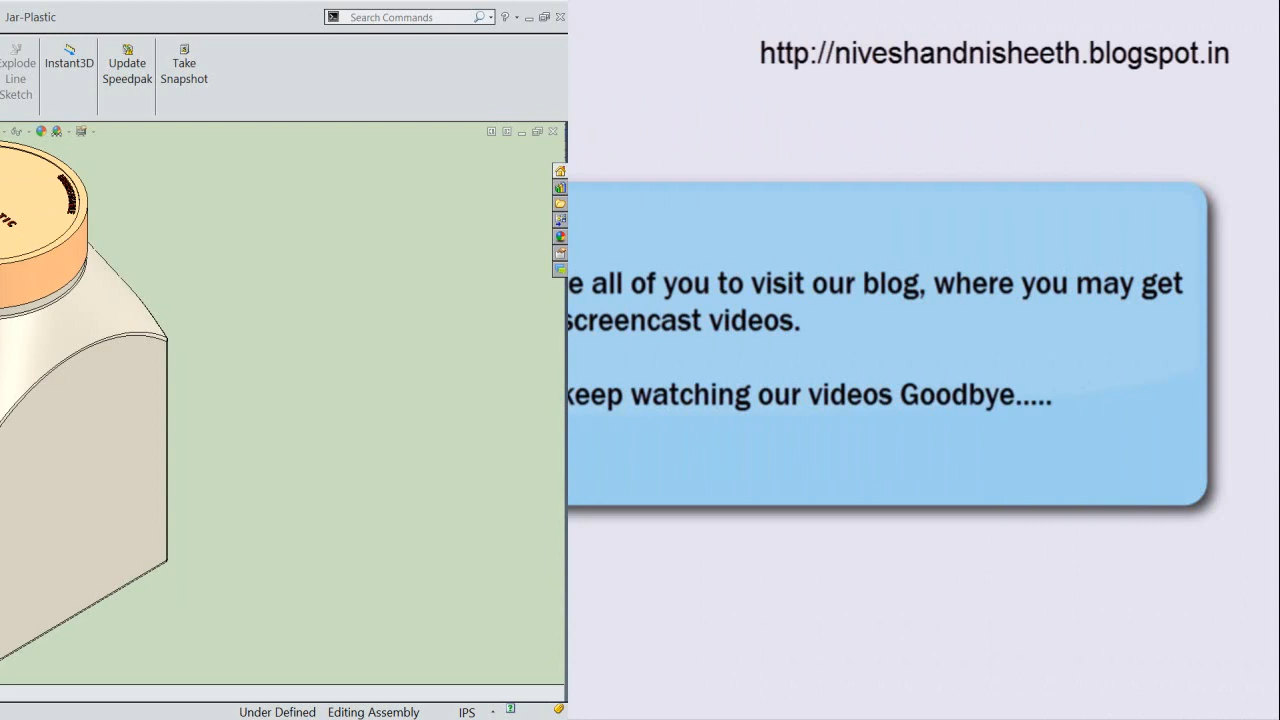 Jar-Plastic
Search Commands
Explode Line Sketch
Instant3D
Update Speedpak
Take Snapshot
TIC
Under Defined
Editing Assembly
IPS
http://niveshandnisheeth.blogspot.in
e all of you to visit our blog, where you may get
screencast videos.
keep watching our videos Goodbye.....